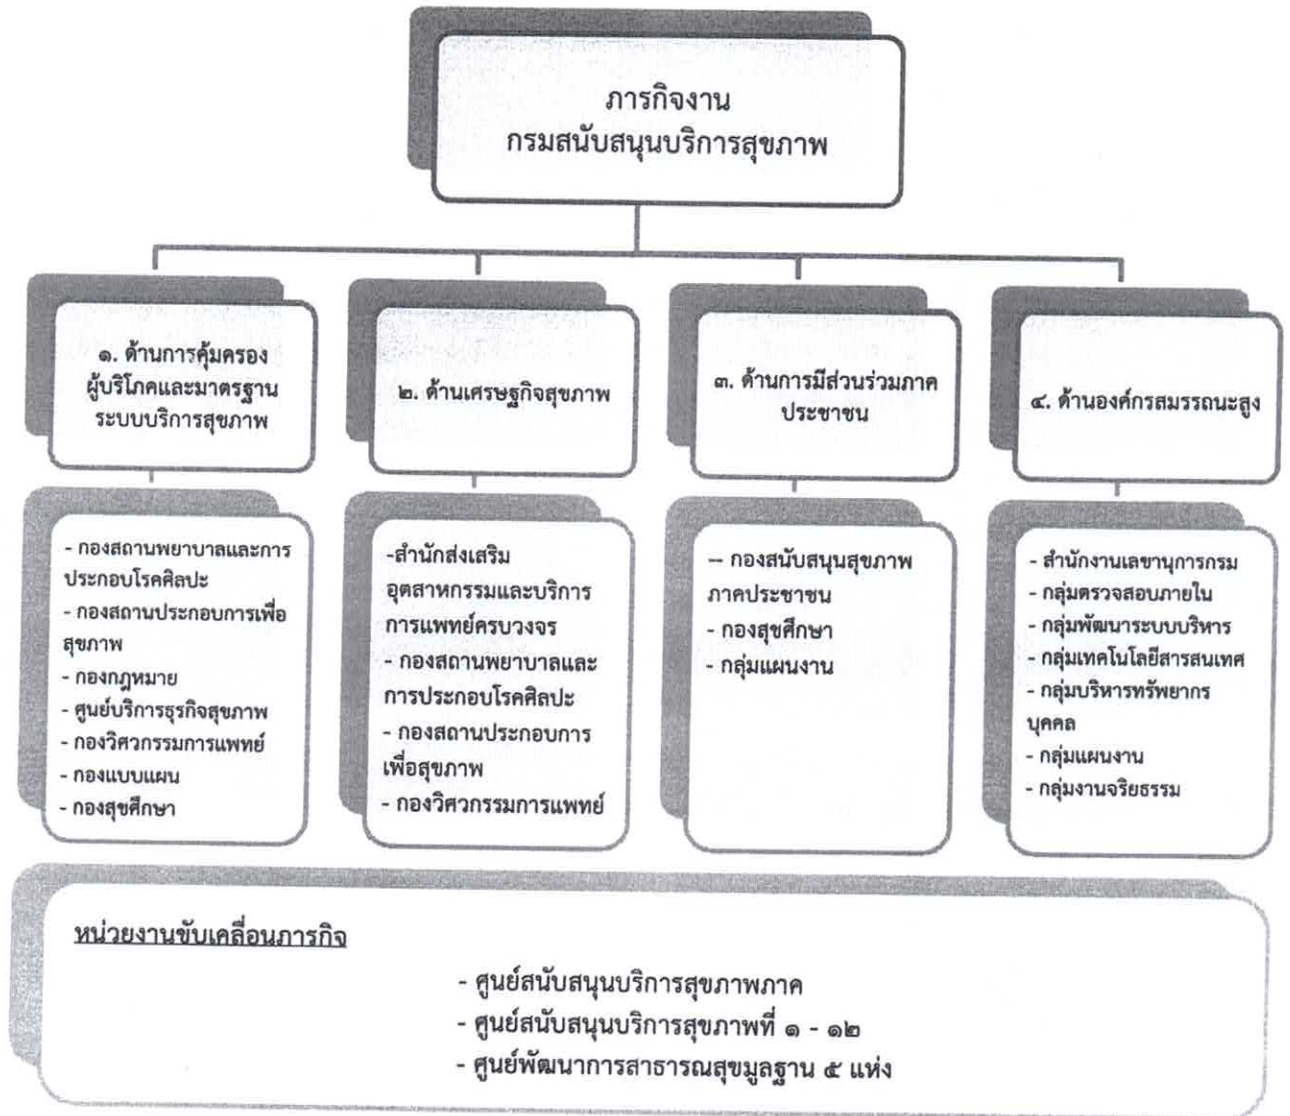 ภารกิจงาน
กรมสนับสนุนบริการสุขภาพ
๑. ด้านการคุ้มครอง
ผู้บริโภคและมาตรฐาน
ระบบบริการสุขภาพ
๒. ด้านเศรษฐกิจสุขภาพ
๓. ด้านการมีส่วนร่วมภาค
ประชาชน
๔. ด้านองค์กรสมรรถนะสูง
- กองสถานพยาบาลและการ
ประกอบโรคศิลปะ
- กองสถานประกอบการเพื่อ
สุขภาพ
- กองกฎหมาย
- ศูนย์บริการธุรกิจสุขภาพ
- กองวิศวกรรมการแพทย์
- กองแบบแผน
- กองสุขศึกษา
-สำนักส่งเสริม
อุตสาหกรรมและบริการ
การแพทย์ครบวงจร
- กองสถานพยาบาลและ
การประกอบโรคศิลปะ
- กองสถานประกอบการ
เพื่อสุขภาพ
- กองวิศวกรรมการแพทย์
-- กองสนับสนุนสุขภาพ
ภาคประชาชน
- กองสุขศึกษา
- กลุ่มแผนงาน
- สำนักงานเลขานุการกรม
- กลุ่มตรวจสอบภายใน
- กลุ่มพัฒนาระบบบริหาร
- กลุ่มเทคโนโลยีสารสนเทศ
- กลุ่มบริหารทรัพยากร
บุคคล
- กลุ่มแผนงาน
- กลุ่มงานจริยธรรม
หน่วยงานขับเคลื่อนภารกิจ
- ศูนย์สนับสนุนบริการสุขภาพภาค
- ศูนย์สนับสนุนบริการสุขภาพที่ ๑ - ๑๒
- ศูนย์พัฒนาการสาธารณสุขมูลฐาน ๕ แห่ง